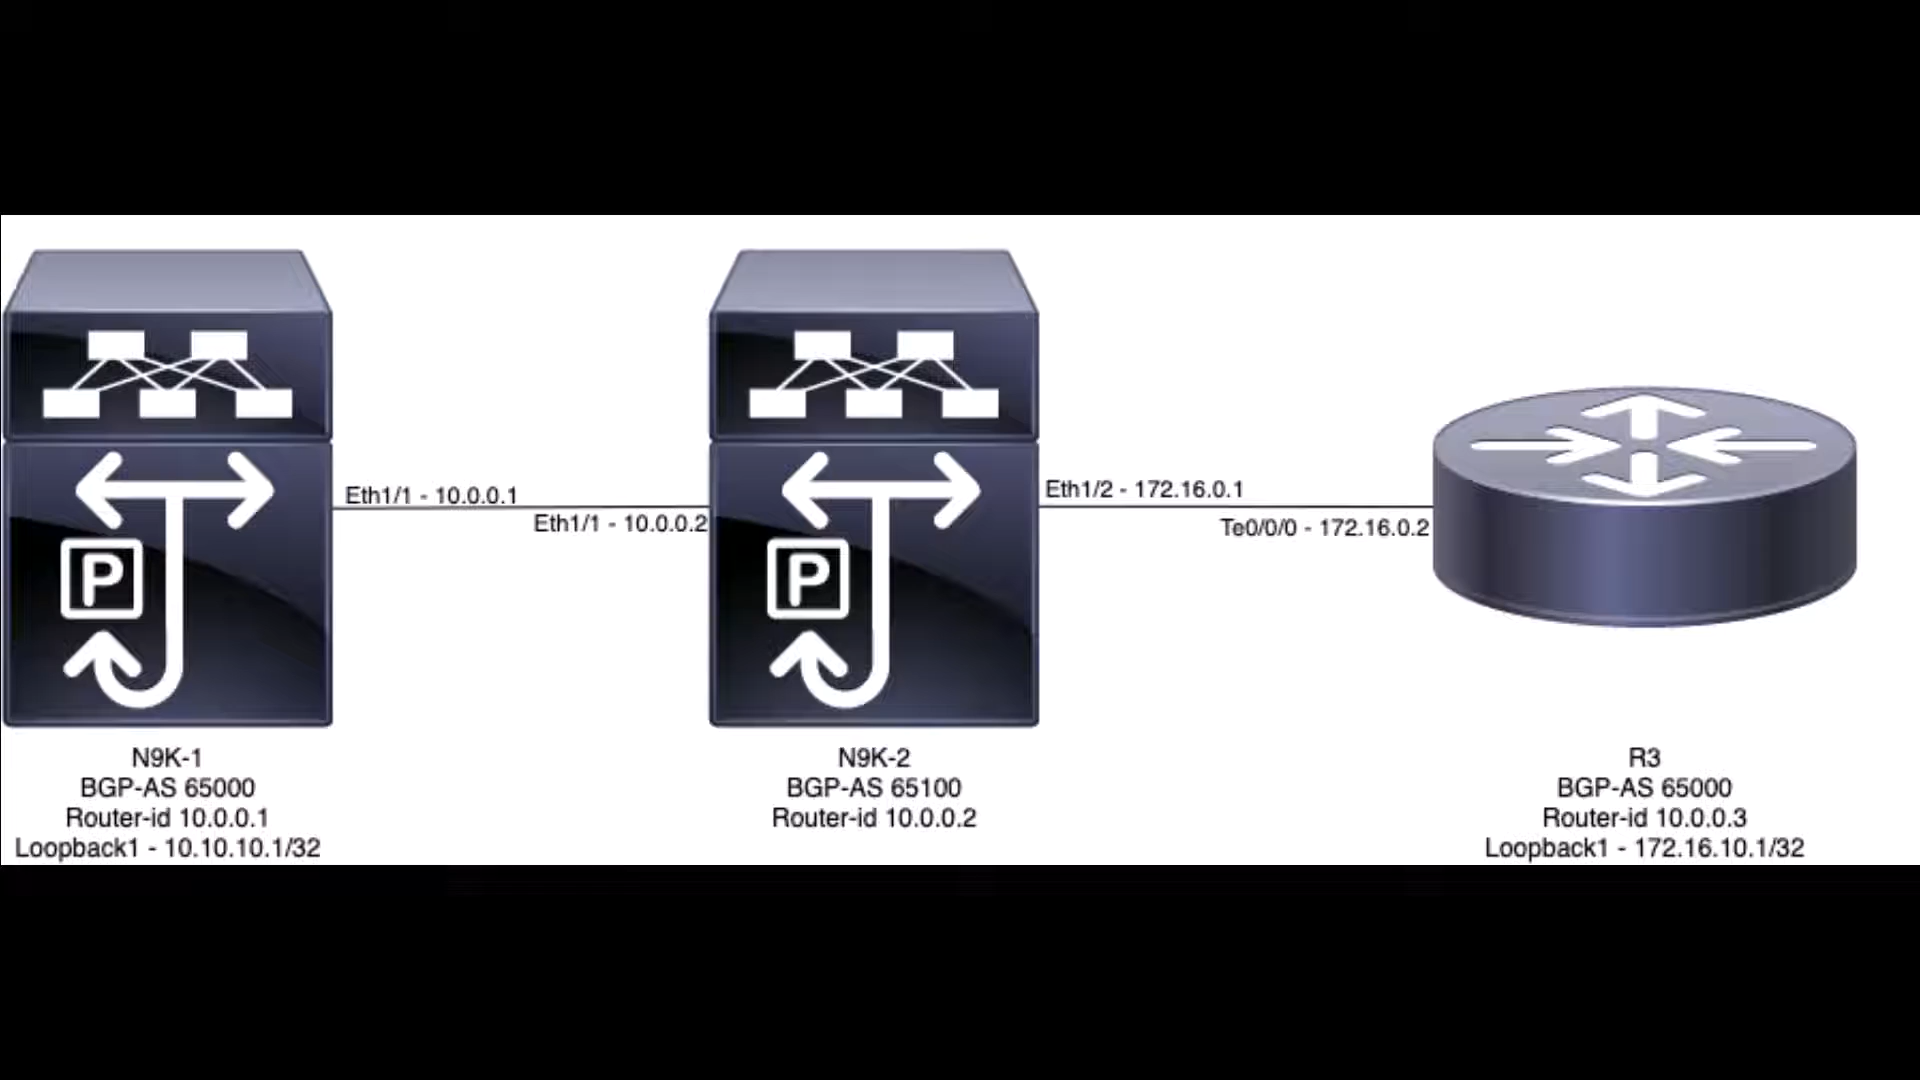 P
P
Eth1/1 - 10.0.0.1
Eth1/1 - 10.0.0.2
Eth1/2 - 172.16.0.1
Te0/0/0 - 172.16.0.2
N9K-1
BGP-AS 65000
Router-id 10.0.0.1
Loopback1 - 10.10.10.1/32
N9K-2
BGP-AS 65100
Router-id 10.0.0.2
R3
BGP-AS 65000
Router-id 10.0.0.3
Loopback1 - 172.16.10.1/32